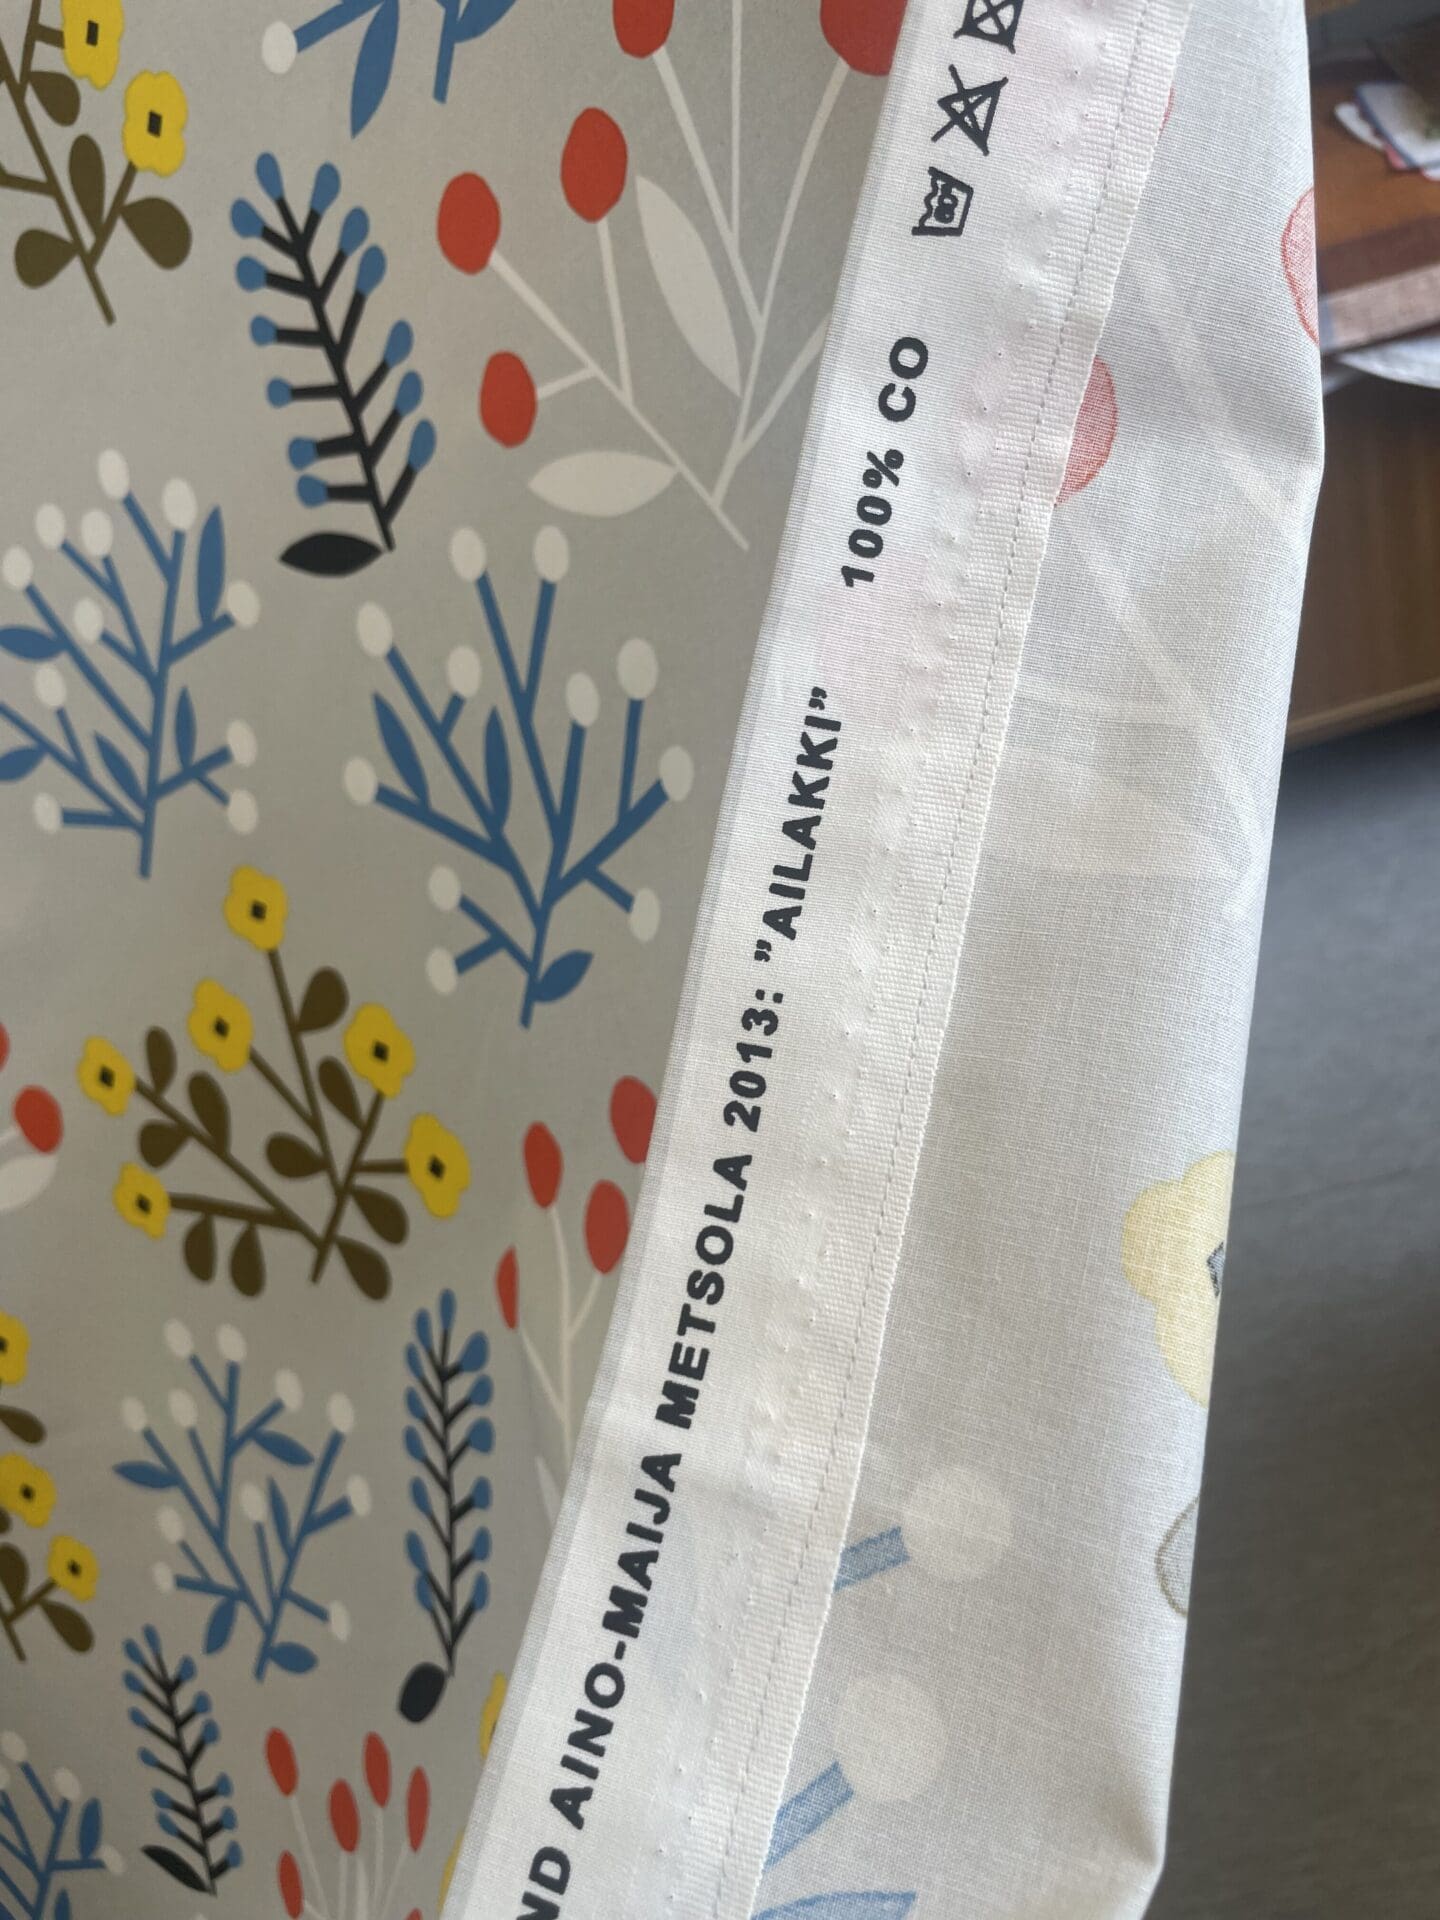 ND AINO-MAIJA METSOLA 2013: ”AILAKKI” 100% CO